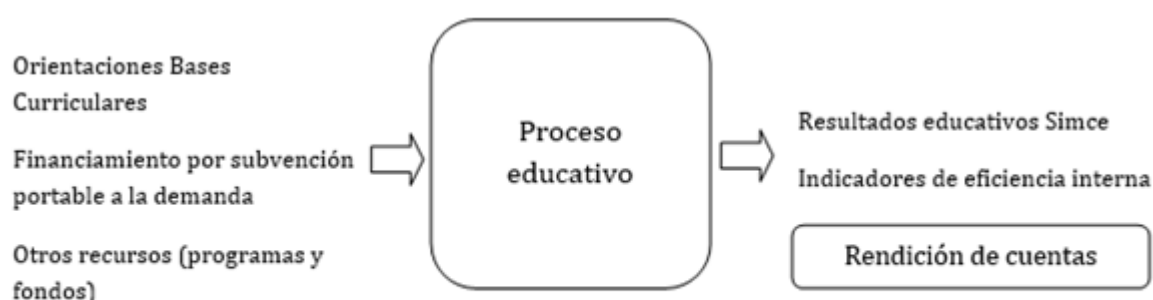 Orientaciones Bases
Curriculares
Financiamiento por subvención
portable a la demanda
Otros recursos (programas y
fondos)
Proceso
educativo
Resultados educativos Simce
Indicadores de eficiencia interna
Rendición de cuentas